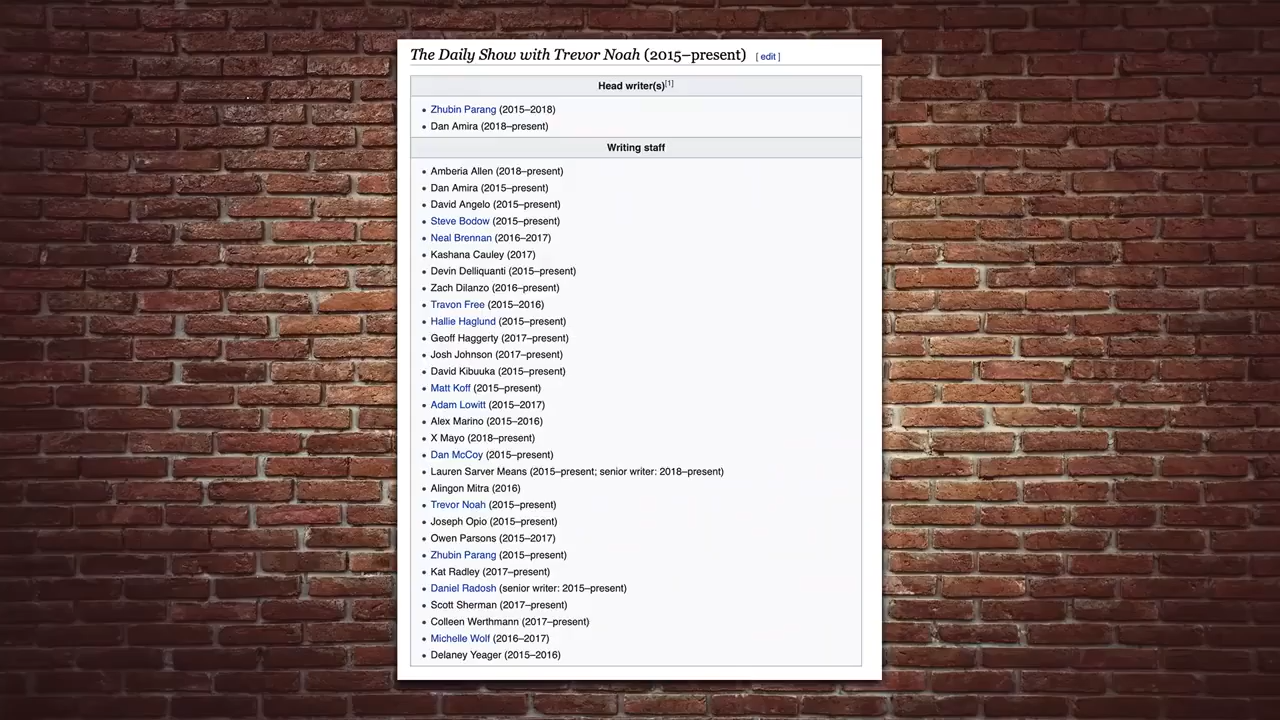 The Daily Show with Trevor Noah (2015–present) [ edit ]
Head writer(s)[1]
• Zhubin Parang (2015–2018)
• Dan Amira (2018–present)
Writing staff
• Amberia Allen (2018–present)
• Dan Amira (2015–present)
• David Angelo (2015–present)
• Steve Bodow (2015–present)
• Neal Brennan (2016–2017)
• Kashana Cauley (2017)
• Devin Delliquanti (2015–present)
• Zach Dilanzo (2016–present)
• Travon Free (2015–2016)
• Hallie Haglund (2015–present)
• Geoff Haggerty (2017–present)
• Josh Johnson (2017–present)
• David Kibuuka (2015–present)
• Matt Koff (2015–present)
• Adam Lowitt (2015–2017)
• Alex Marino (2015–2016)
• X Mayo (2018–present)
• Dan McCoy (2015–present)
• Lauren Sarver Means (2015–present; senior writer: 2018–present)
• Alingon Mitra (2016)
• Trevor Noah (2015–present)
• Joseph Opio (2015–present)
• Owen Parsons (2015–2017)
• Zhubin Parang (2015–present)
• Kat Radley (2017–present)
• Daniel Radosh (senior writer: 2015–present)
• Scott Sherman (2017–present)
• Colleen Werthmann (2017–present)
• Michelle Wolf (2016–2017)
• Delaney Yeager (2015–2016)